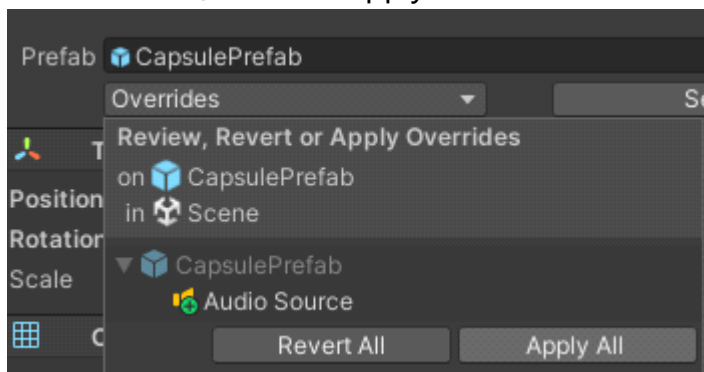 Prefab CapsulePrefab
Overrides
Review, Revert or Apply Overrides
on CapsulePrefab
in Scene
Position
Rotation
Scale
CapsulePrefab
Audio Source
Revert All Apply All